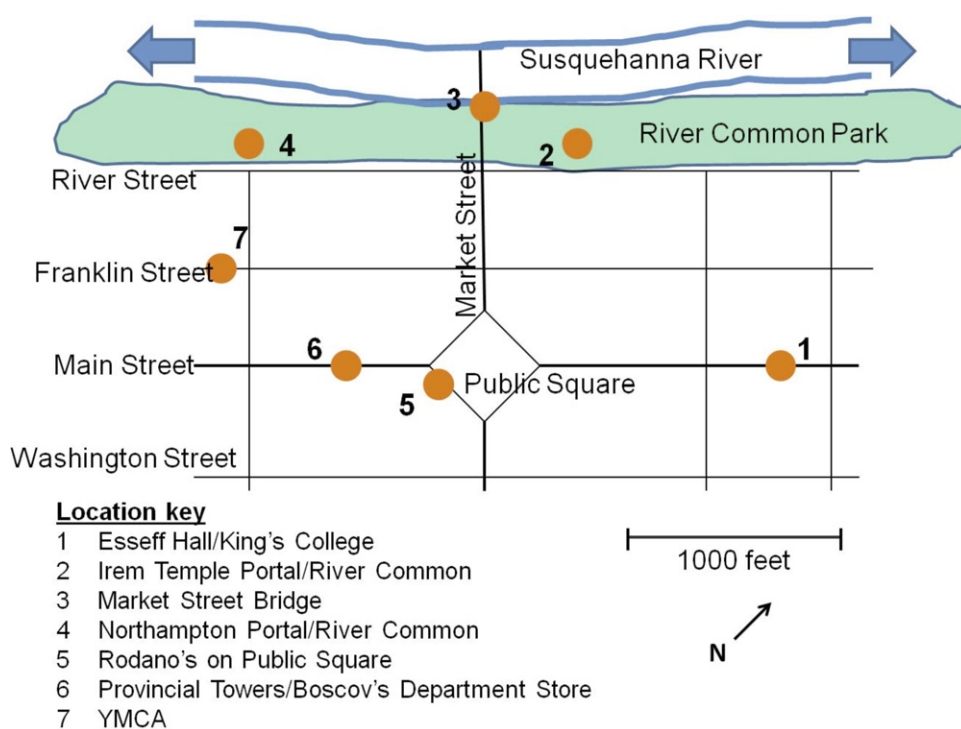 Susquehanna River
3
River Common Park
4
2
River Street
Market Street
7
Franklin Street
6
1
Main Street
Public Square
5
Washington Street
Location key
1 Esseff Hall/King's College
2 Irem Temple Portal/River Common
3 Market Street Bridge
4 Northampton Portal/River Common
5 Rodano's on Public Square
6 Provincial Towers/Boscov's Department Store
7 YMCA
1000 feet
N